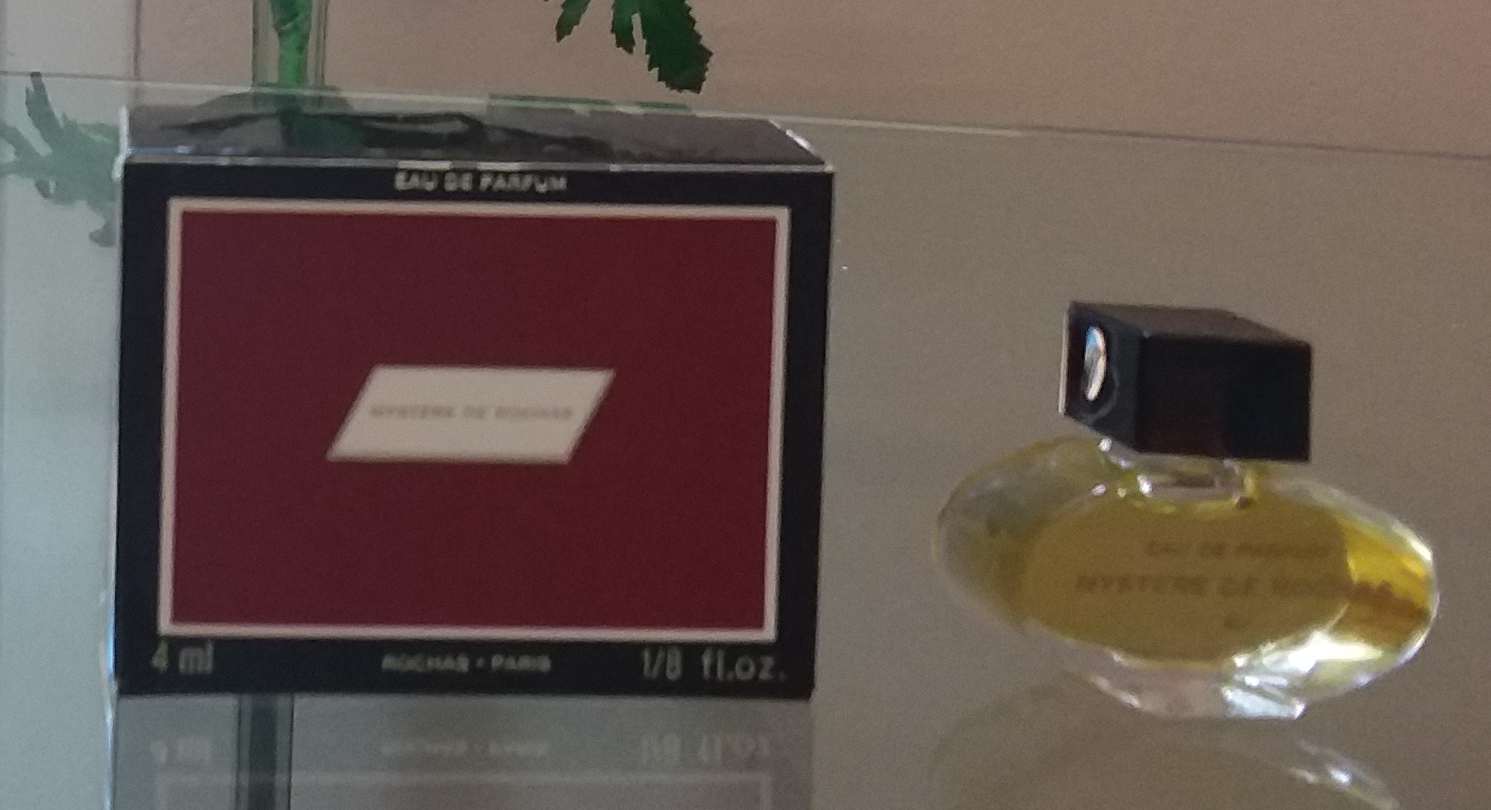 EAU DE PARFUM
MYSTERE DE ROCHAS
4 ml
ROCHAS - PARIS
1/8 fl.oz.
EAU DE PARFUM
MYSTERE DE ROCHAS